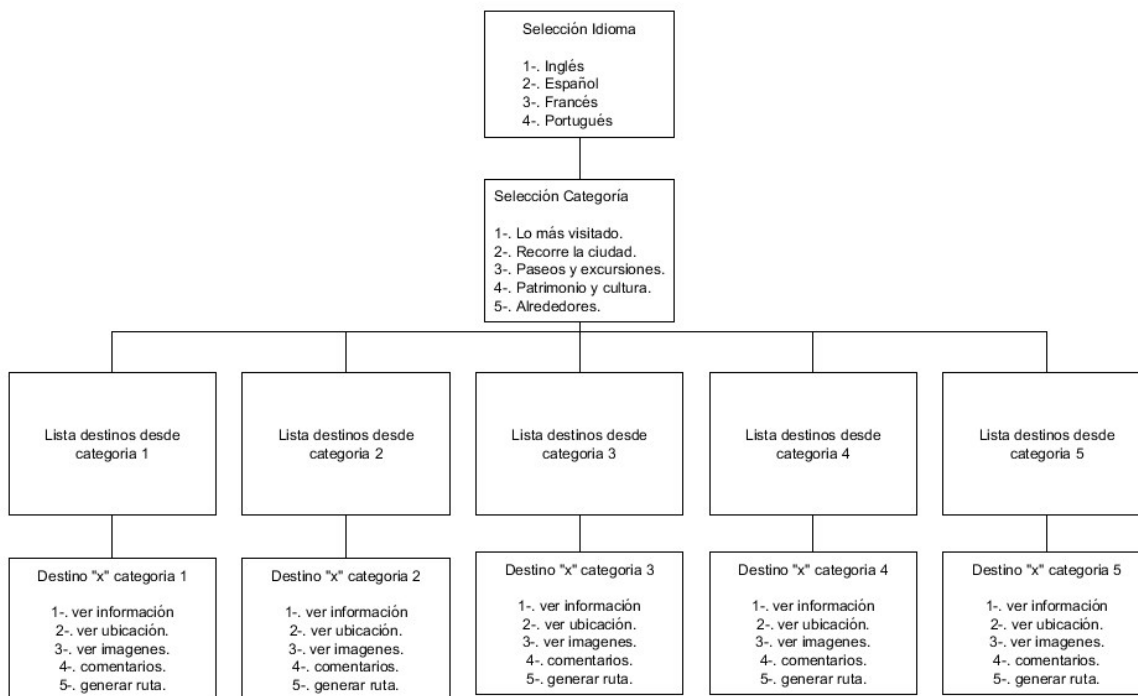 Selección Idioma
1-. Inglés
2-. Español
3-. Francés
4-. Portugués
Selección Categoría
1-. Lo más visitado.
2-. Recorre la ciudad.
3-. Paseos y excursiones.
4-. Patrimonio y cultura.
5-. Alrededores.
Lista destinos desde
categoria 1
Lista destinos desde
categoria 2
Lista destinos desde
categoria 3
Lista destinos desde
categoria 4
Lista destinos desde
categoria 5
Destino "x" categoria 1
1-. ver información
2-. ver ubicación.
3-. ver imagenes.
4-. comentarios.
5-. generar ruta.
Destino "x" categoria 2
1-. ver información
2-. ver ubicación.
3-. ver imagenes.
4-. comentarios.
5-. generar ruta.
Destino "x" categoria 3
1-. ver información
2-. ver ubicación.
3-. ver imagenes.
4-. comentarios.
5-. generar ruta.
Destino "x" categoria 4
1-. ver información
2-. ver ubicación.
3-. ver imagenes.
4-. comentarios.
5-. generar ruta.
Destino "x" categoria 5
1-. ver información
2-. ver ubicación.
3-. ver imagenes.
4-. comentarios.
5-. generar ruta.